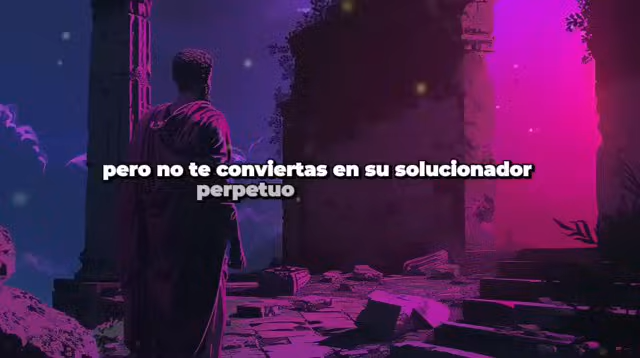 pero no te conviertas en su solucionador
perpetuo